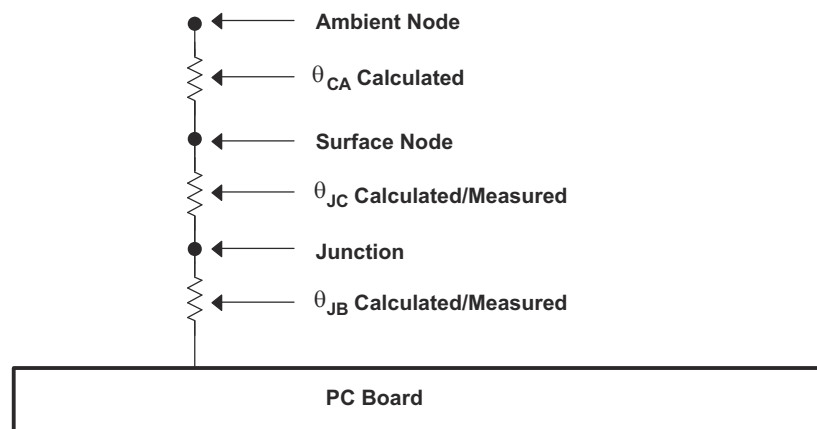 Ambient Node
θCA Calculated
Surface Node
θJC Calculated/Measured
Junction
θJB Calculated/Measured
PC Board